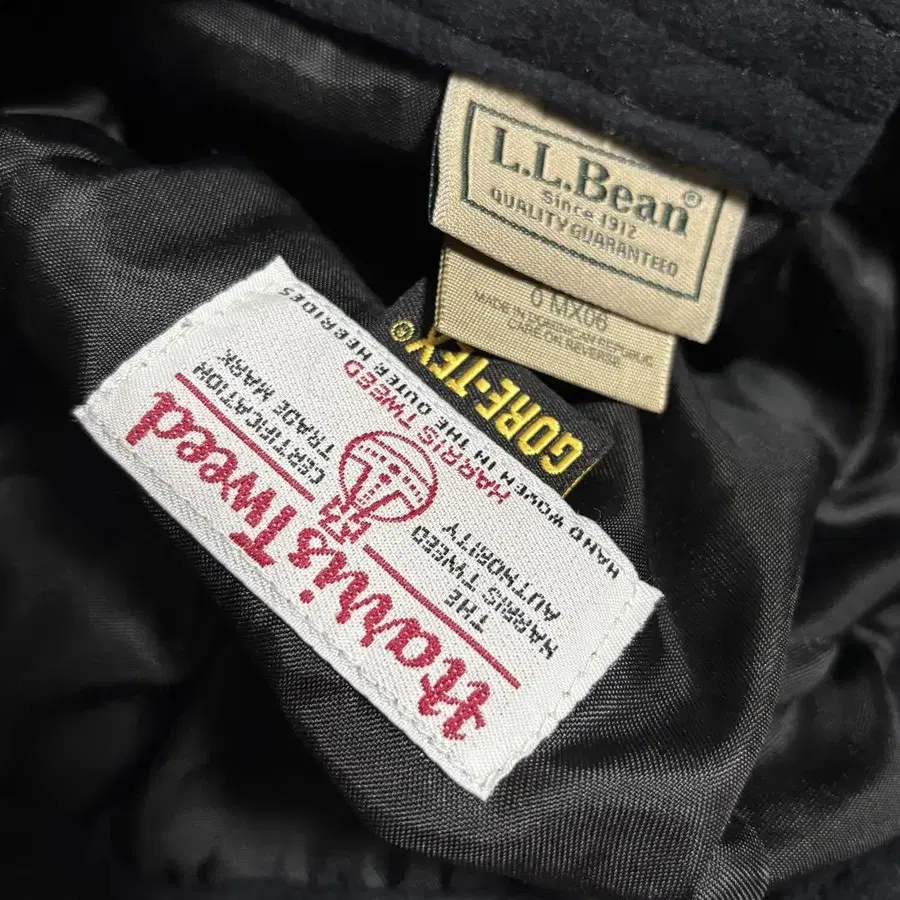 L.L.Bean®
Since 1912
QUALITY GUARANTEED
0 MX06
MADE IN DOMINICAN REPUBLIC
CARE ON REVERSE
GORE-TEX®
HAND WOVEN IN THE OUTER HEBRIDES
HARRIS TWEED
THE
HARRIS TWEED
AUTHORITY
CERTIFICATION
TRADE MARK
Harris Tweed